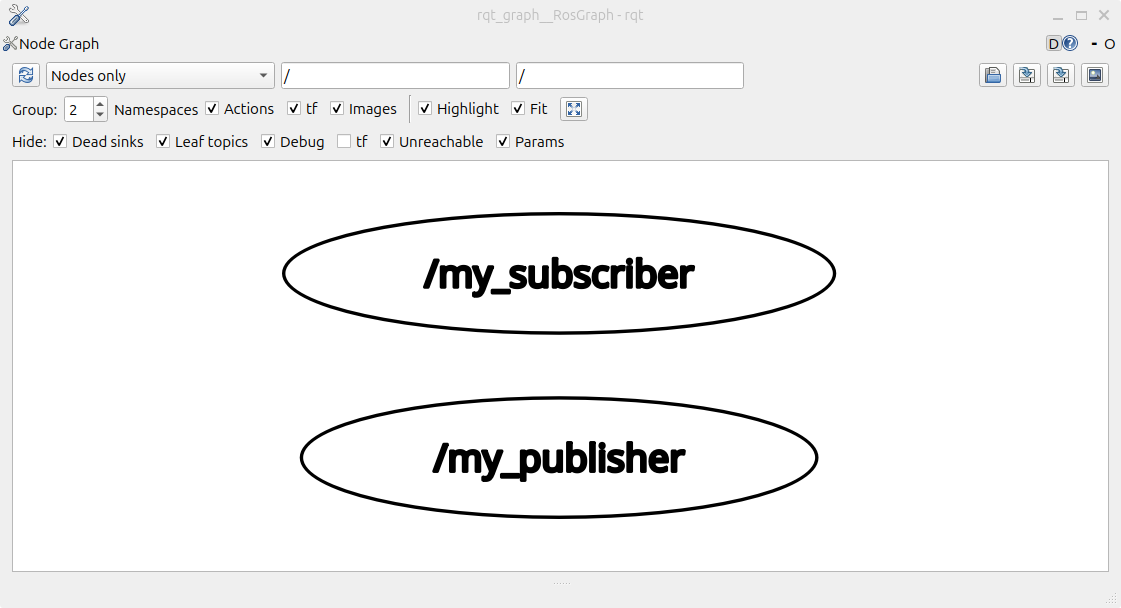 rqt_graph__RosGraph - rqt
Node Graph D ? - O
Nodes only / /
Group: 2 Namespaces Actions tf Images Highlight Fit
Hide: Dead sinks Leaf topics Debug tf Unreachable Params
/my_subscriber
/my_publisher